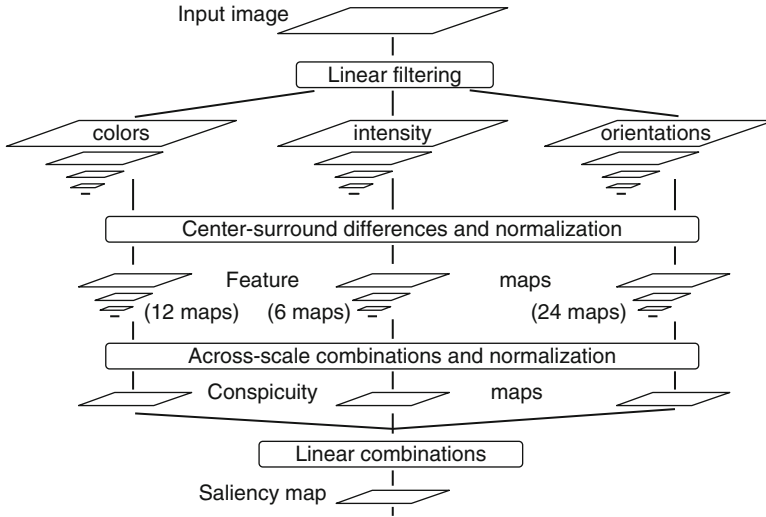 Input image
Linear filtering
colors intensity orientations
Center-surround differences and normalization
Feature maps
(12 maps) (6 maps) (24 maps)
Across-scale combinations and normalization
Conspicuity maps
Linear combinations
Saliency map